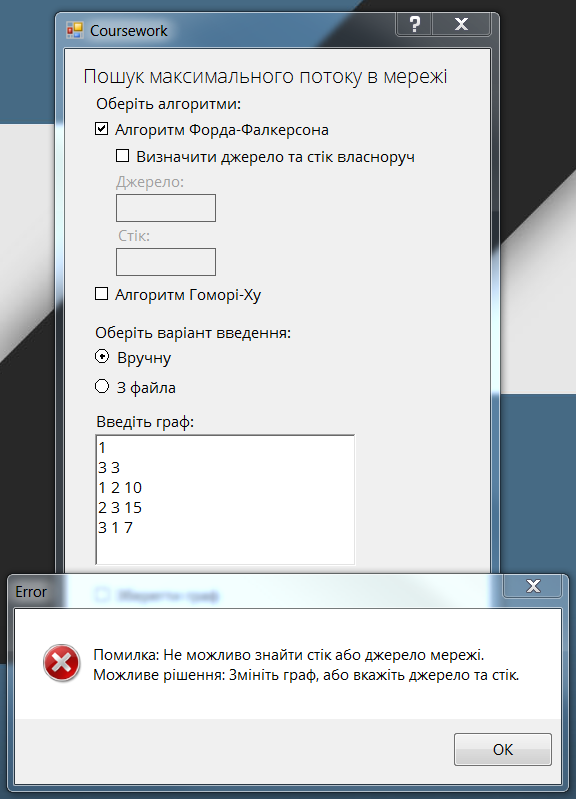 Coursework
Пошук максимального потоку в мережі
Оберіть алгоритми:
Алгоритм Форда-Фалкерсона
Визначити джерело та стік власноруч
Джерело:
Стік:
Алгоритм Гоморі-Ху
Оберіть варіант введення:
Вручну
З файла
Введіть граф:
1
3 3
1 2 10
2 3 15
3 1 7
Зберегти граф
Error
Помилка: Не можливо знайти стік або джерело мережі.
Можливе рішення: Змініть граф, або вкажіть джерело та стік.
OK